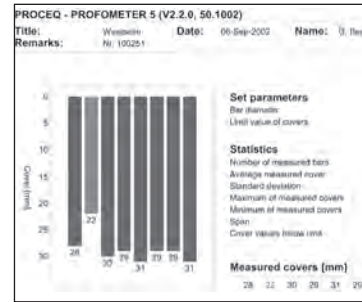 PROCEQ - PROFOMETER 5 (V2.2.0, 50.1002)
Title: Date: 06-Sep-2002 Name:
Remarks: Nr. 100251
Set parameters
Bar diameter
Limit value of covers
Statistics
Number of measured bars
Average measured cover
Standard deviation
Maximum of measured covers
Minimum of measured covers
Span
Cover values below limit
Cover [mm]
0
5
10
15
20
25
30
28 22 30 29 31 29 29 31
Measured covers [mm]
28 22 30 29 31